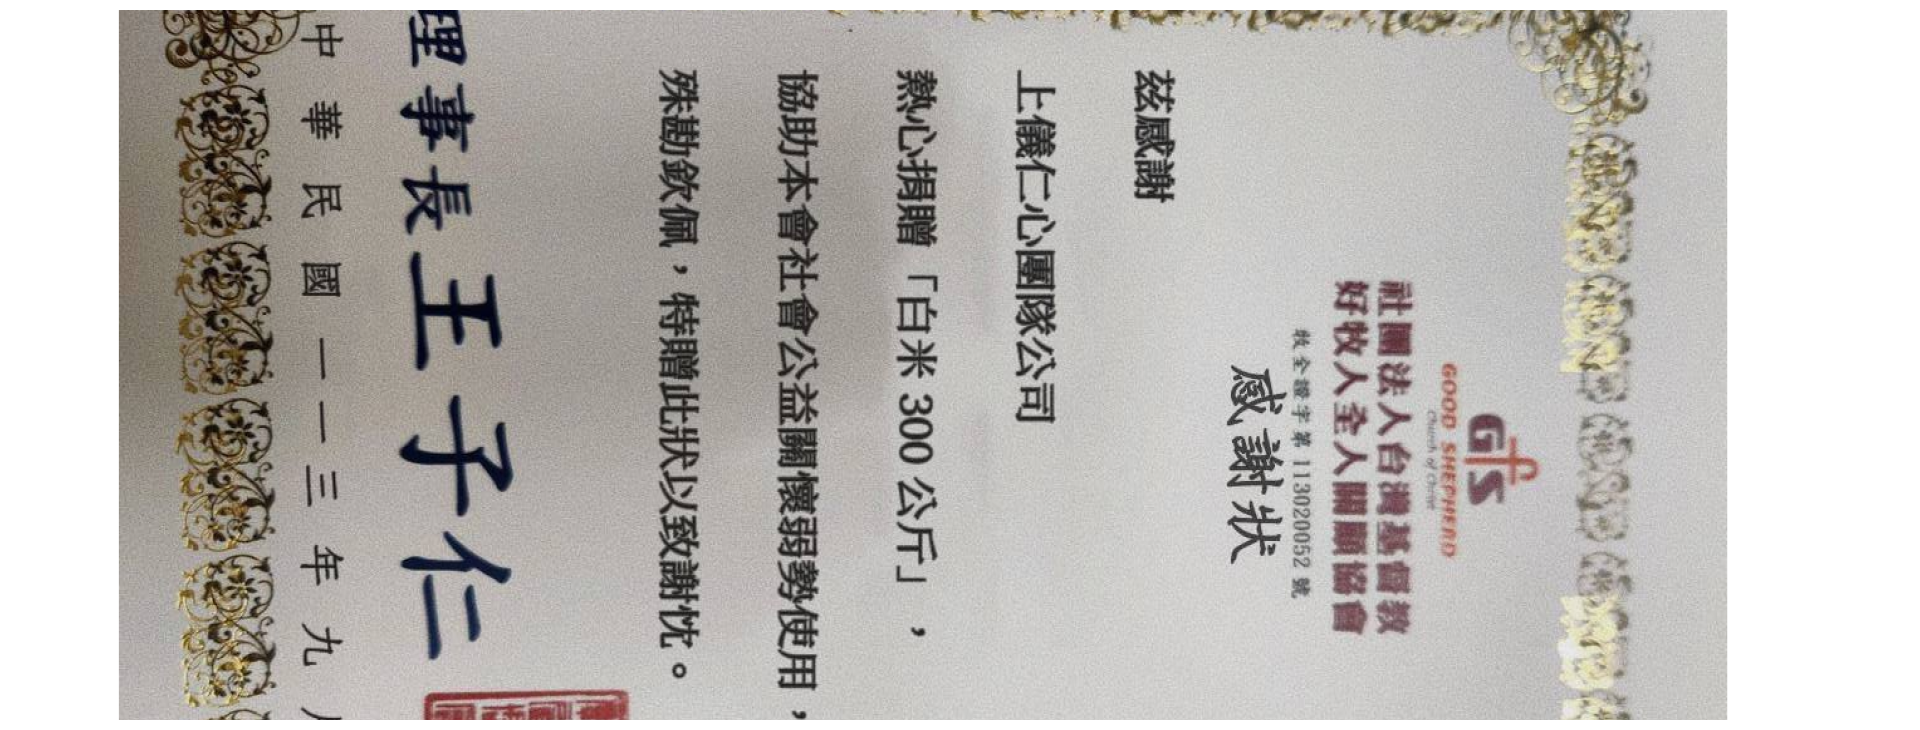 GS
GOOD SHEPHERD
Church of Christ
社團法人台灣基督教
好牧人全人關顧協會
牧全證字第 113020052 號
感謝狀
茲感謝
上儀仁心團隊公司
熱心捐贈「白米 300 公斤」，
協助本會社會公益關懷弱勢使用，
殊勘欽佩，特贈此狀以致謝忱。
理事長王子仁
中華民國一一三年九